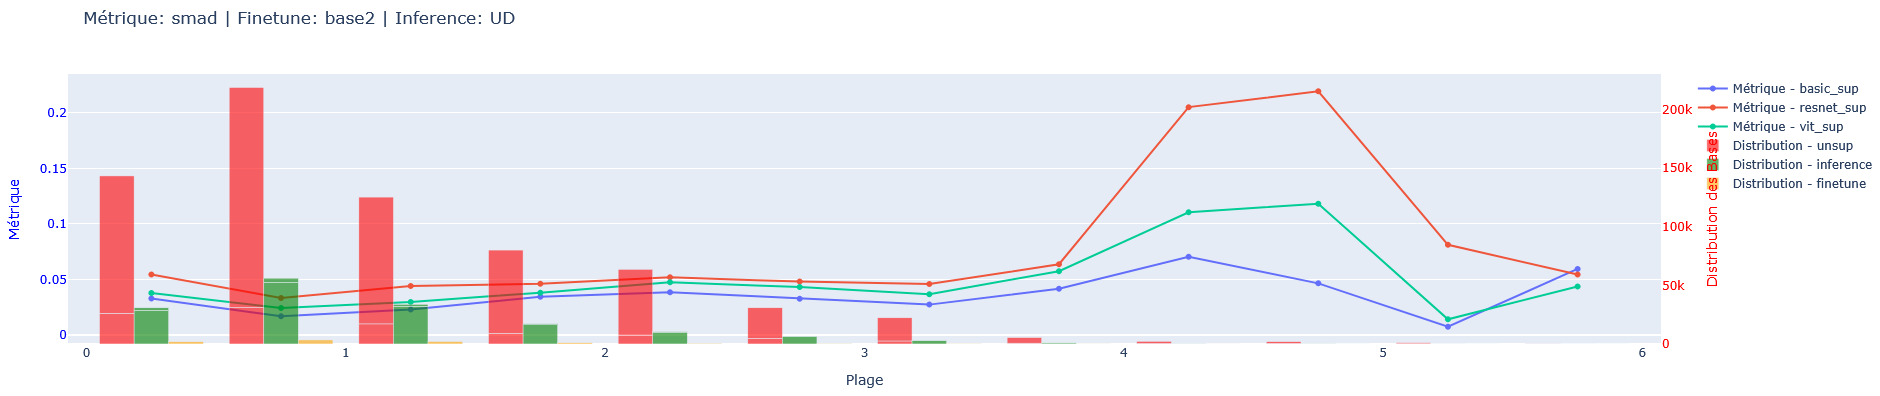 Métrique: smad | Finetune: base2 | Inference: UD
0.2
0.15
0.1
0.05
0
Métrique
200k
150k
100k
50k
0
Distribution des Bases
Métrique - basic_sup
Métrique - resnet_sup
Métrique - vit_sup
Distribution - unsup
Distribution - inference
Distribution - finetune
0 1 2 3 4 5 6
Plage